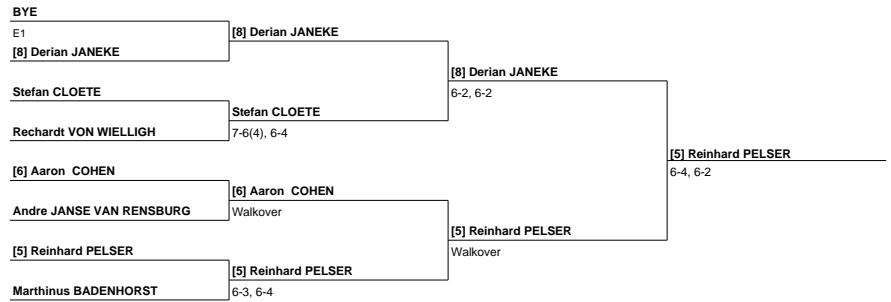 BYE
E1
[8] Derian JANEKE
Stefan CLOETE
Rechardt VON WIELLIGH
[6] Aaron  COHEN
Andre JANSE VAN RENSBURG
[5] Reinhard PELSER
Marthinus BADENHORST
[8] Derian JANEKE
Stefan CLOETE
7-6(4), 6-4
[6] Aaron  COHEN
Walkover
[5] Reinhard PELSER
6-3, 6-4
[8] Derian JANEKE
6-2, 6-2
[5] Reinhard PELSER
Walkover
[5] Reinhard PELSER
6-4, 6-2